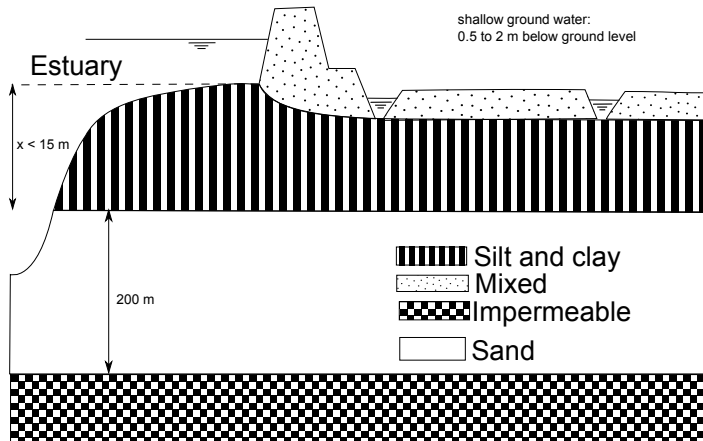 shallow ground water:
0.5 to 2 m below ground level
Estuary
x < 15 m
200 m
Silt and clay
Mixed
Impermeable
Sand